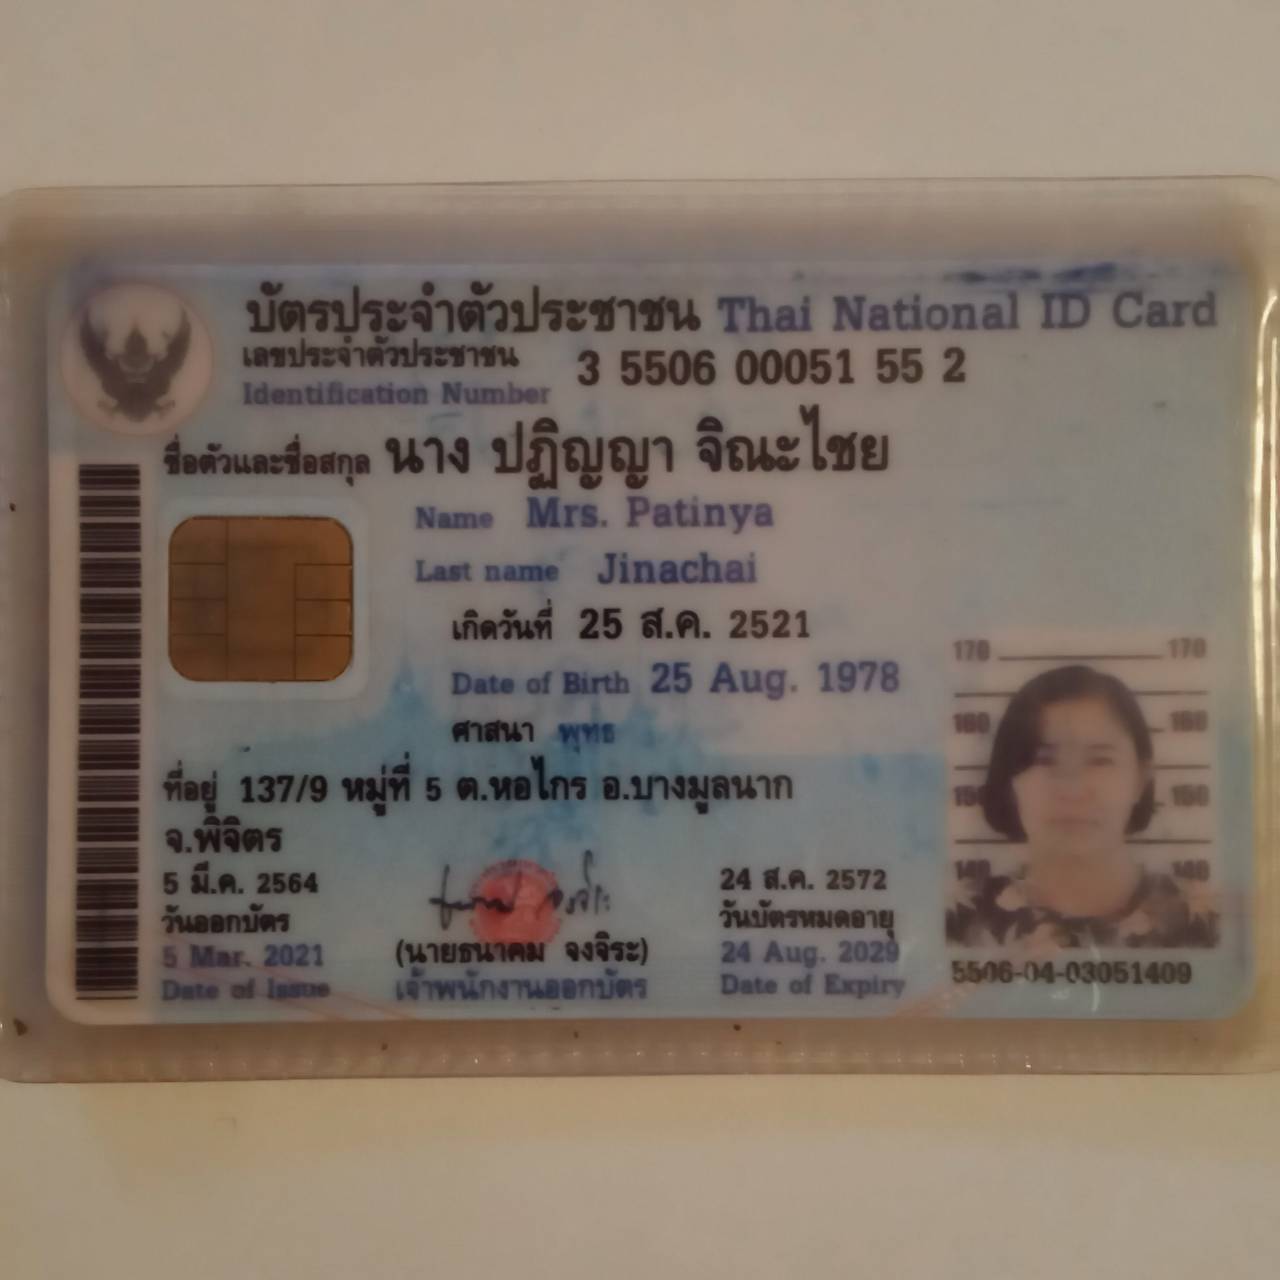 บัตรประจำตัวประชาชน Thai National ID Card
เลขประจำตัวประชาชน 3 5506 00051 55 2
Identification Number
ชื่อตัวและชื่อสกุล นาง ปฏิญญา จิณะไชย
Name Mrs. Patinya
Last name Jinachai
เกิดวันที่ 25 ส.ค. 2521
Date of Birth 25 Aug. 1978
ศาสนา พุทธ
ที่อยู่ 137/9 หมู่ที่ 5 ต.หอไกร อ.บางมูลนาก
จ.พิจิตร
5 มี.ค. 2564
วันออกบัตร
5 Mar. 2021
Date of Issue
(นายธนาคม จงจิระ)
เจ้าพนักงานออกบัตร
24 ส.ค. 2572
วันบัตรหมดอายุ
24 Aug. 2029
Date of Expiry
170 170
160 160
150 150
140 140
5506-04-03051409